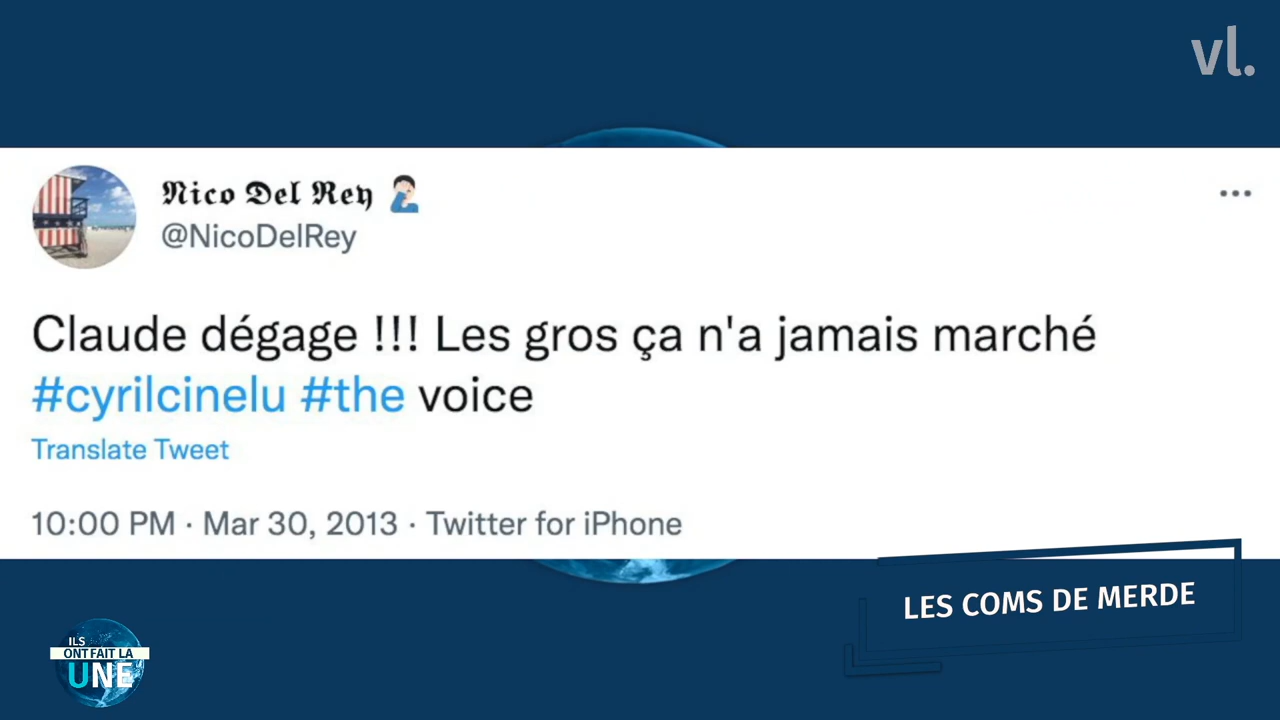 vl.
𝕹𝖎𝖈𝖔 𝕯𝖊𝖑 𝕽𝖊𝖞 🤦🏻‍♂️
@NicoDelRey
Claude dégage !!! Les gros ça n'a jamais marché
#cyrilcinelu #the voice
Translate Tweet
10:00 PM · Mar 30, 2013 · Twitter for iPhone
LES COMS DE MERDE
ILS
ONT FAIT LA
UNE